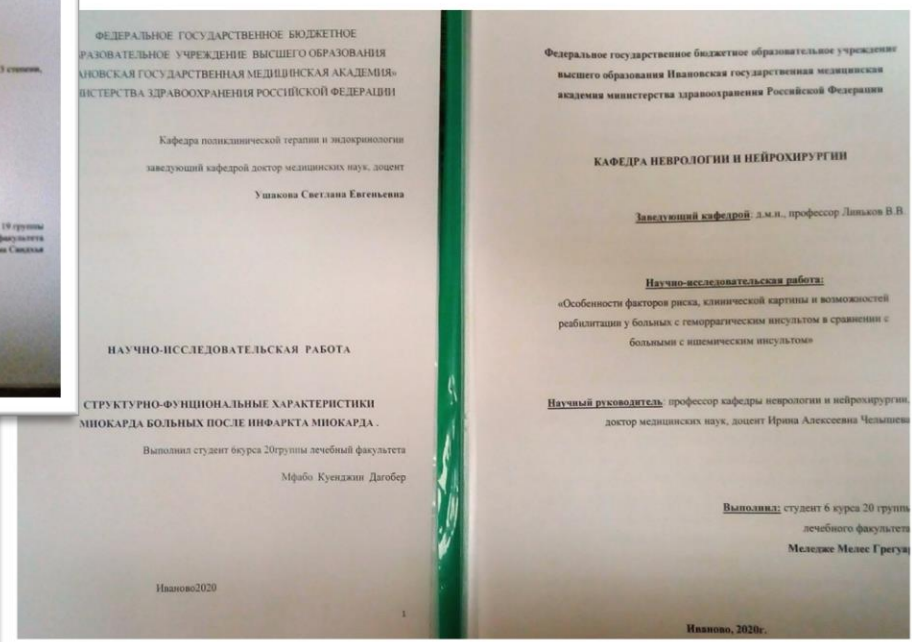 3 степени,
19 группы
факультета
ФЕДЕРАЛЬНОЕ ГОСУДАРСТВЕННОЕ БЮДЖЕТНОЕ
РАЗОВАТЕЛЬНОЕ УЧРЕЖДЕНИЕ ВЫСШЕГО ОБРАЗОВАНИЯ
АНОВСКАЯ ГОСУДАРСТВЕННАЯ МЕДИЦИНСКАЯ АКАДЕМИЯ»
ИСТЕРСТВА ЗДРАВООХРАНЕНИЯ РОССИЙСКОЙ ФЕДЕРАЦИИ
Кафедра поликлинической терапии и эндокринологии
заведующий кафедрой доктор медицинских наук, доцент
Ушакова Светлана Евгеньевна
НАУЧНО-ИССЛЕДОВАТЕЛЬСКАЯ РАБОТА
СТРУКТУРНО-ФУНЦИОНАЛЬНЫЕ ХАРАКТЕРИСТИКИ
МИОКАРДА БОЛЬНЫХ ПОСЛЕ ИНФАРКТА МИОКАРДА .
Выполнил студент 6курса 20группы лечебный факультета
Мфабо Куенджин Дагобер
Иваново2020
1
Федеральное государственное бюджетное образовательное учреждение
высшего образования Ивановская государственная медицинская
академия министерства здравоохранения Российской Федерации
КАФЕДРА НЕВРОЛОГИИ И НЕЙРОХИРУРГИИ
Заведующий кафедрой: д.м.н., профессор Линьков В.В.
Научно-исследовательская работа:
«Особенности факторов риска, клинической картины и возможностей
реабилитации у больных с геморрагическим инсультом в сравнении с
больными с ишемическим инсультом»
Научный руководитель: профессор кафедры неврологии и нейрохирургии,
доктор медицинских наук, доцент Ирина Алексеевна Челышева
Выполнил: студент 6 курса 20 группы
лечебного факультета
Меледже Мелес Грегуар
Иваново, 2020г.